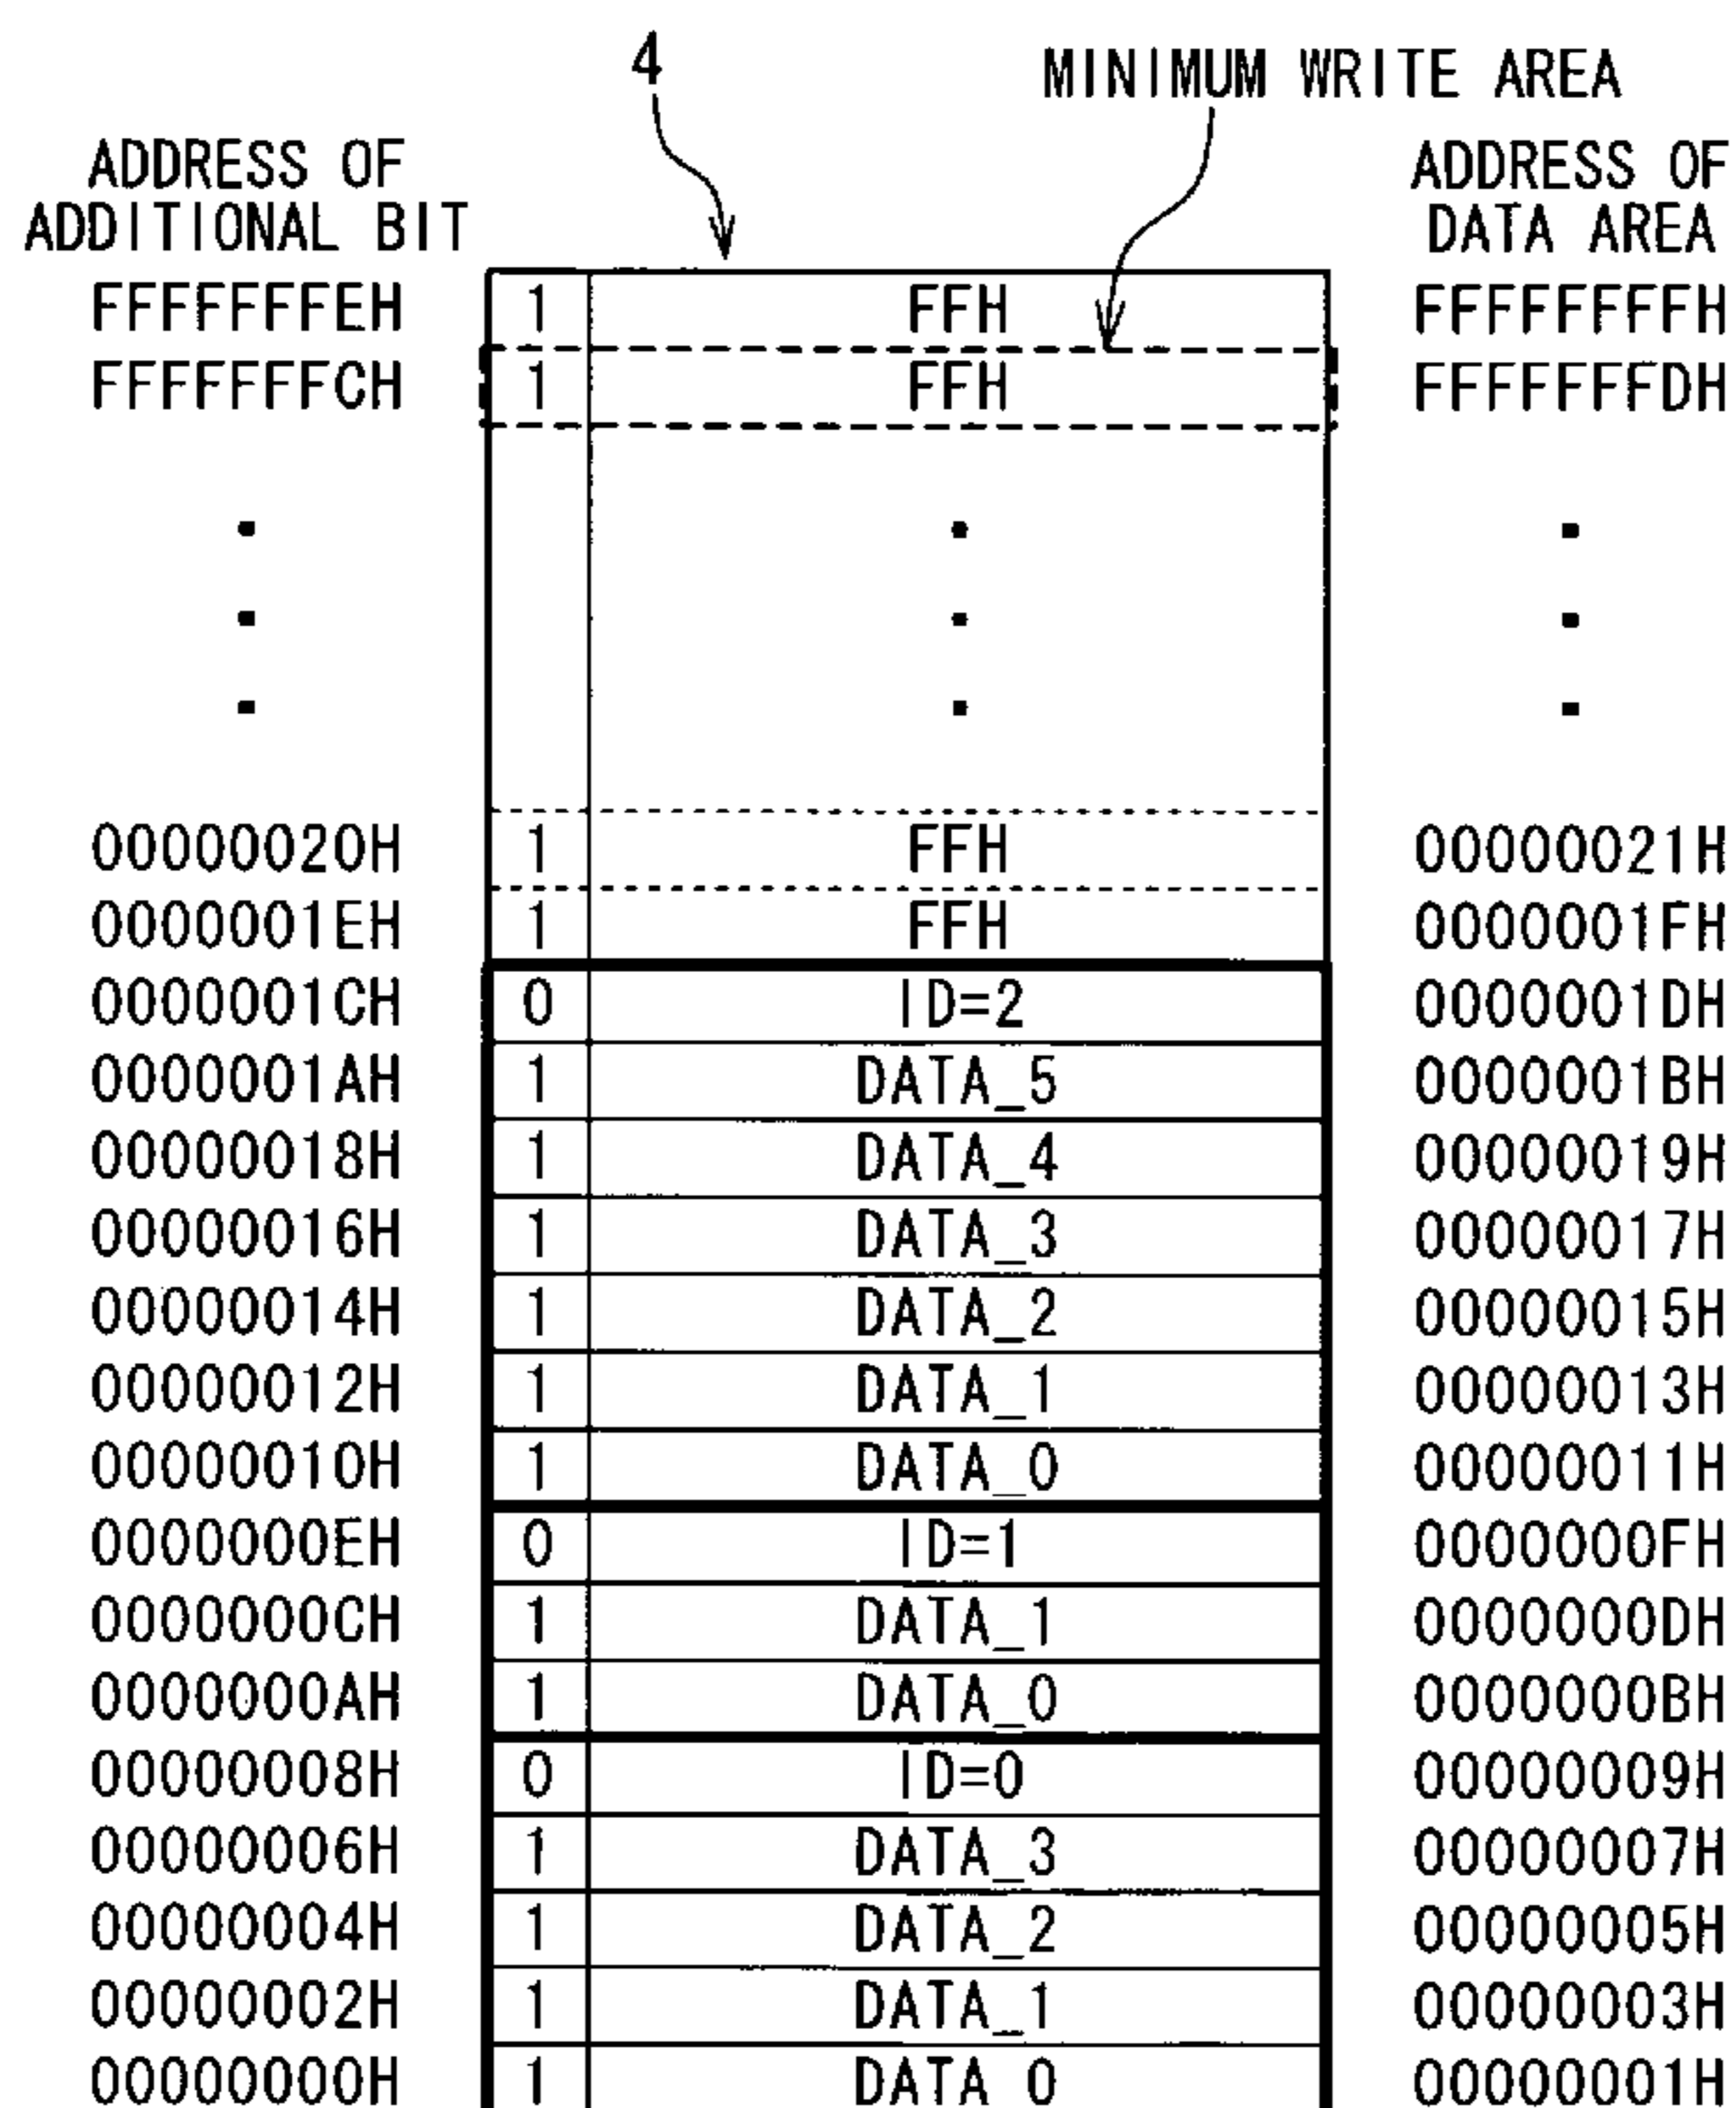 4 MINIMUM WRITE AREA
ADDRESS OF ADDRESS OF
ADDITIONAL BIT DATA AREA
FFFFFFFEH 1 FFH FFFFFFFFH
FFFFFFFCH 1 FFH FFFFFFFDH
00000020H 1 FFH 00000021H
0000001EH 1 FFH 0000001FH
0000001CH 0 ID=2 0000001DH
0000001AH 1 DATA_5 0000001BH
00000018H 1 DATA_4 00000019H
00000016H 1 DATA_3 00000017H
00000014H 1 DATA_2 00000015H
00000012H 1 DATA_1 00000013H
00000010H 1 DATA_0 00000011H
0000000EH 0 ID=1 0000000FH
0000000CH 1 DATA_1 0000000DH
0000000AH 1 DATA_0 0000000BH
00000008H 0 ID=0 00000009H
00000006H 1 DATA_3 00000007H
00000004H 1 DATA_2 00000005H
00000002H 1 DATA_1 00000003H
00000000H 1 DATA 0 00000001H